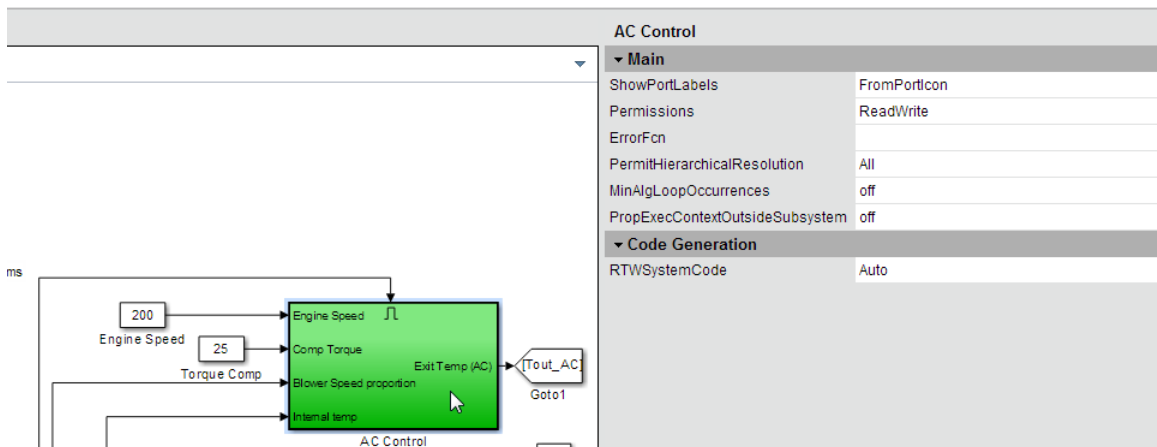 AC Control
Main
ShowPortLabels FromPortIcon
Permissions ReadWrite
ErrorFcn
PermitHierarchicalResolution All
MinAlgLoopOccurrences off
PropExecContextOutsideSubsystem off
Code Generation
RTWSystemCode Auto
ms
200
Engine Speed
25
Torque Comp
Engine Speed
Comp Torque
Exit Temp (AC)
Blower Speed proportion
Internal temp
AC Control
[Tout_AC]
Goto1